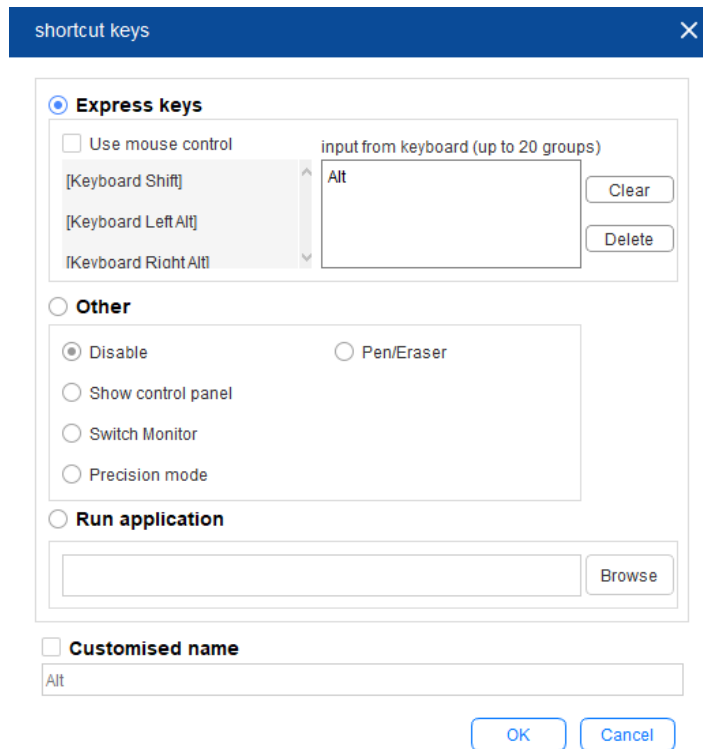 shortcut keys
Express keys
Use mouse control
input from keyboard (up to 20 groups)
[Keyboard Shift]
Alt
Clear
[Keyboard Left Alt]
Delete
[Keyboard Right Alt]
Other
Disable
Pen/Eraser
Show control panel
Switch Monitor
Precision mode
Run application
Browse
Customised name
Alt
OK
Cancel